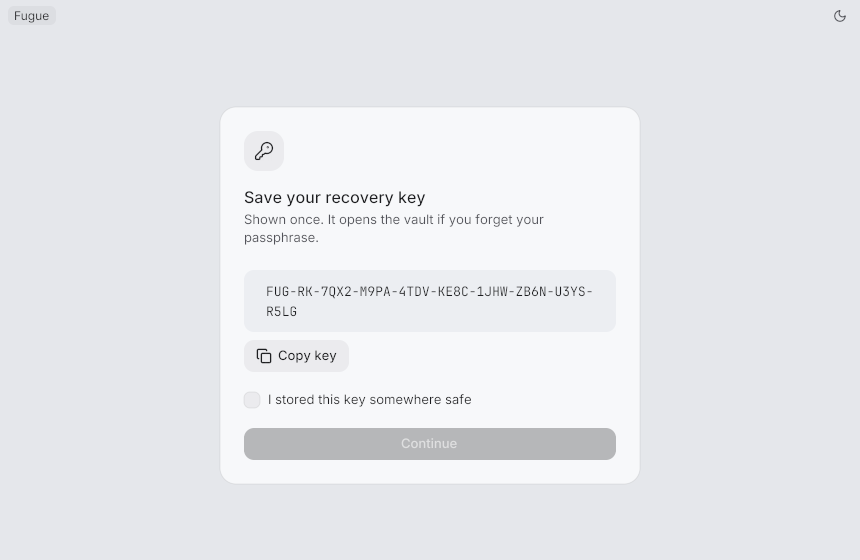 Fugue
Save your recovery key
Shown once. It opens the vault if you forget your
passphrase.
FUG-RK-7QX2-M9PA-4TDV-KE8C-1JHW-ZB6N-U3YS-
R5LG
Copy key
I stored this key somewhere safe
Continue